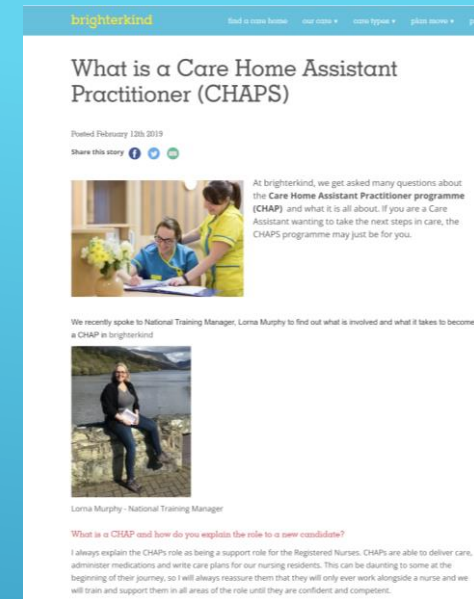 brighterkind
find a care home our care care types plan move
What is a Care Home Assistant
Practitioner (CHAPS)
Posted February 12th 2019
Share this story
At brighterkind, we get asked many questions about
the Care Home Assistant Practitioner programme
(CHAP) and what it is all about. If you are a Care
Assistant wanting to take the next steps in care, the
CHAPS programme may just be for you.
We recently spoke to National Training Manager, Lorna Murphy to find out what is involved and what it takes to become
a CHAP in brighterkind
Lorna Murphy - National Training Manager
What is a CHAP and how do you explain the role to a new candidate?
I always explain the CHAPs role as being a support role for the Registered Nurses. CHAPs are able to deliver care,
administer medications and write care plans for our nursing residents. This can be daunting to some at the
beginning of their journey, so I will always reassure them that they will only ever work alongside a nurse and we
will train and support them in all areas of the role until they are confident and competent.